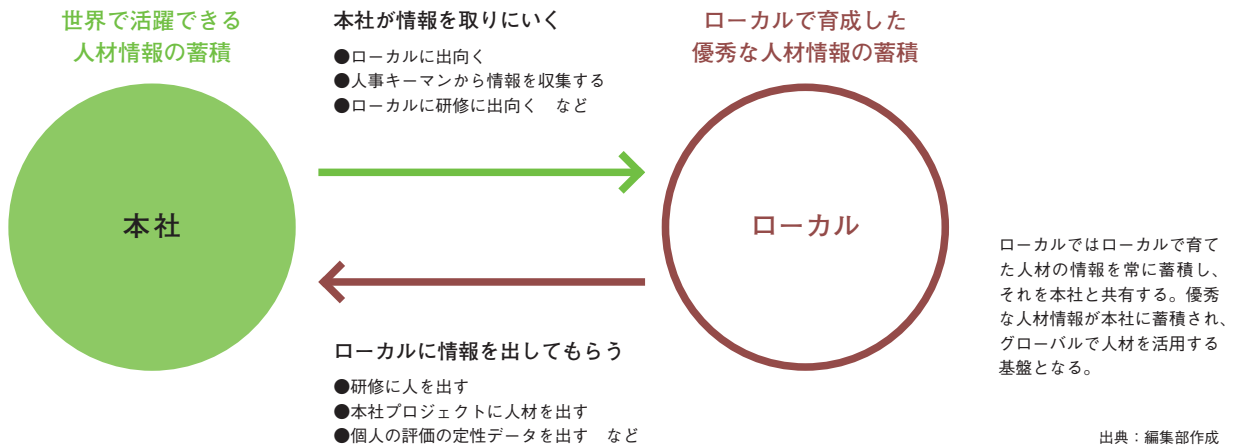 世界で活躍できる
人材情報の蓄積
本社
本社が情報を取りにいく
●ローカルに出向く
●人事キーマンから情報を収集する
●ローカルに研修に出向く　など
ローカルに情報を出してもらう
●研修に人を出す
●本社プロジェクトに人材を出す
●個人の評価の定性データを出す　など
ローカルで育成した
優秀な人材情報の蓄積
ローカル
ローカルではローカルで育て
た人材の情報を常に蓄積し、
それを本社と共有する。優秀
な人材情報が本社に蓄積され、
グローバルで人材を活用する
基盤となる。
出典：編集部作成